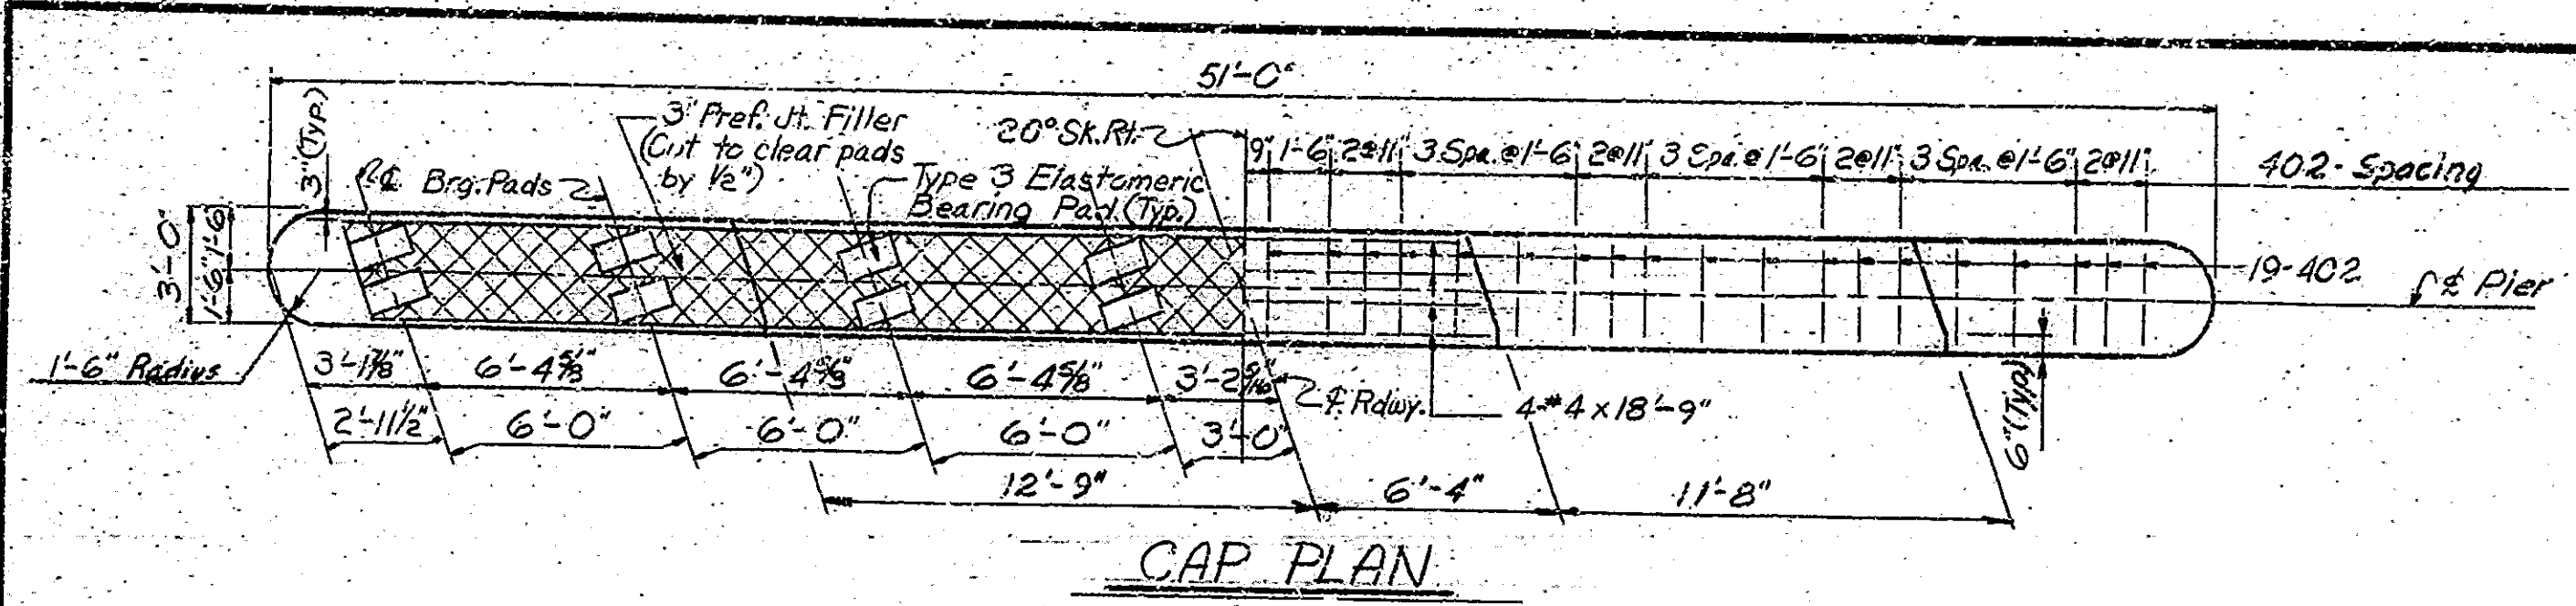 51'-0"
3"(Typ.)
3" Pref. Jt. Filler
(Cut to clear pads
by 1/2")
20° Sk. Rt.
9" 1'-6" 2@11" 3 Spa. @ 1'-6" 2@11" 3 Spa. @ 1'-6" 2@11" 3 Spa. @ 1'-6" 2@11"
402- Spacing
℄ Brg. Pads
Type 3 Elastomeric
Bearing Pad (Typ.)
3'-0"
1'-6" 1'-6"
19-402
℄ Pier
1'-6" Radius
3'-1 7/8" 6'-4 5/8" 6'-4 5/8" 6'-4 5/8" 3'-2 5/16"
℄ Rdwy.
4-#4 x 18'-9"
6"(Typ.)
2'-11 1/2" 6'-0" 6'-0" 6'-0" 3'-0"
12'-9" 6'-4" 11'-8"
CAP PLAN